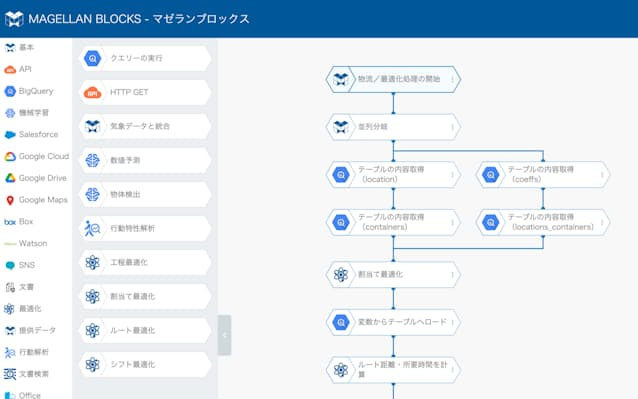 MAGELLAN BLOCKS - マゼランブロックス
基本
API
BigQuery
機械学習
Salesforce
Google Cloud
Google Drive
Google Maps
Box
Watson
SNS
文書
最適化
提供データ
行動解析
文書検索
Office
クエリーの実行
HTTP GET
気象データと統合
数値予測
物体検出
行動特性解析
工程最適化
割当て最適化
ルート最適化
シフト最適化
物流／最適化処理の開始
並列分岐
テーブルの内容取得
（location）
テーブルの内容取得
（coeffs）
テーブルの内容取得
（containers）
テーブルの内容取得
（locations_containers）
割当て最適化
変数からテーブルへロード
ルート距離・所要時間を計
算